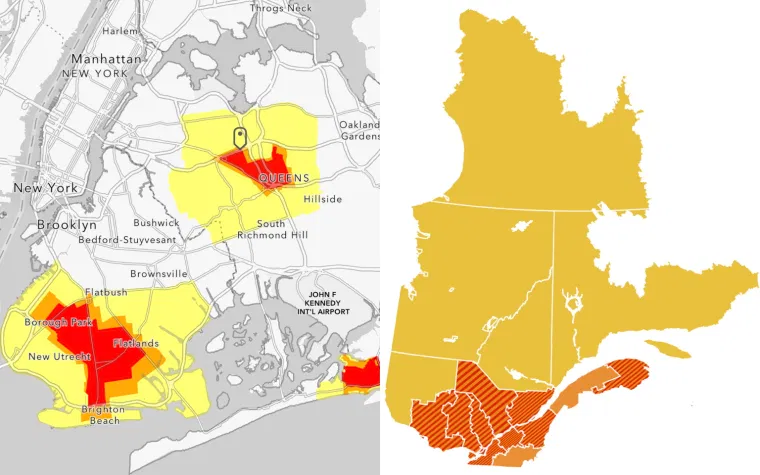 Throgs Neck
Harlem
Manhattan
NEW YORK
Oakland
Gardens
QUEENS
New York
Hillside
Brooklyn
Bushwick
South
Richmond Hill
Bedford-Stuyvesant
Brownsville
JOHN F
KENNEDY
INT'L AIRPORT
Flatbush
Borough Park
Flatlands
New Utrecht
Brighton
Beach